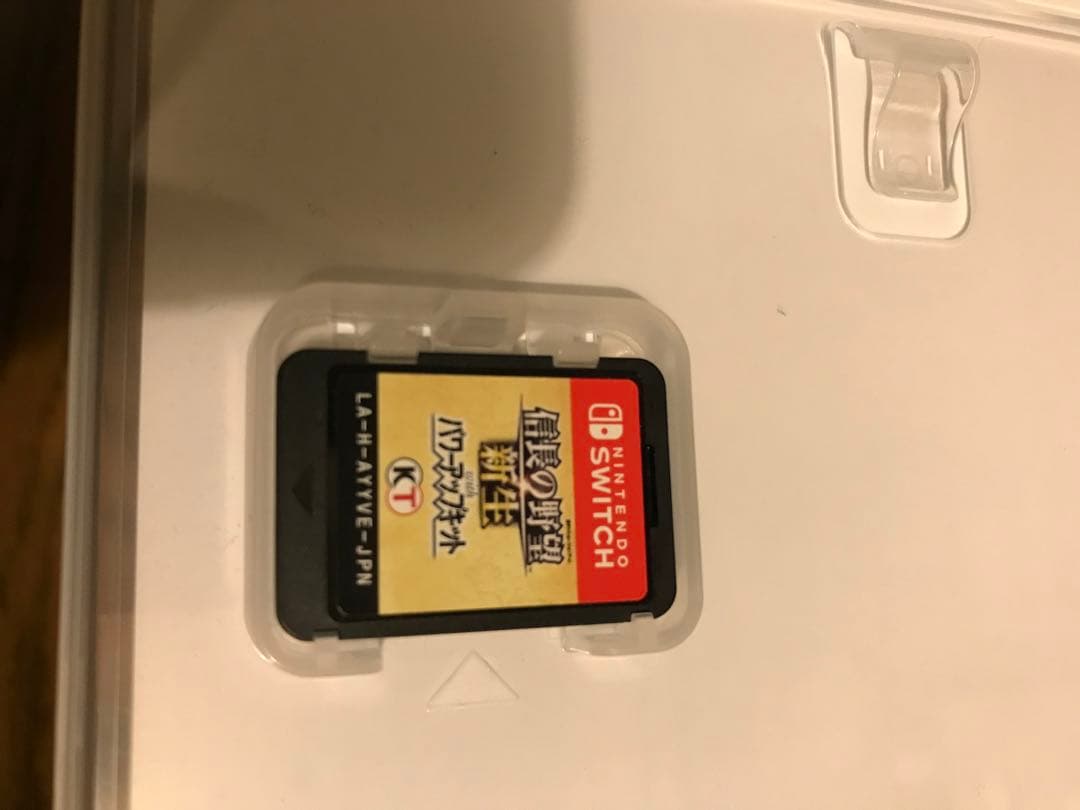 NINTENDO
SWITCH
信長の野望
新生
with
パワーアップキット
KT
LA-H-AYYVE-JPN